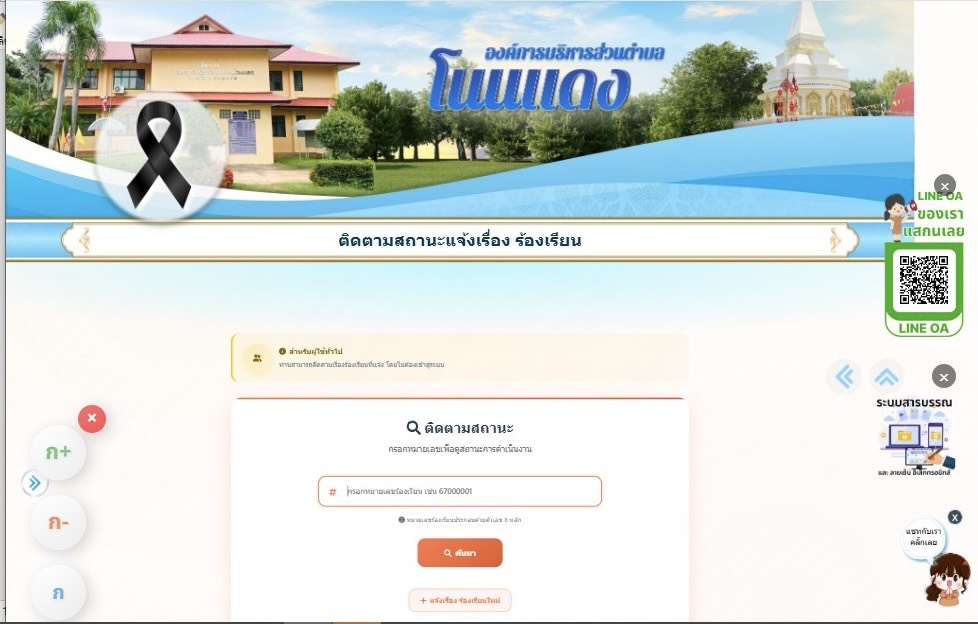 องค์การบริหารส่วนตำบล
โนนแดง
LINE OA
ของเรา
แสกนเลย
LINE OA
ติดตามสถานะแจ้งเรื่อง ร้องเรียน
สำหรับผู้ใช้ทั่วไป
ท่านสามารถติดตามเรื่องร้องเรียนที่แจ้ง โดยไม่ต้องเข้าสู่ระบบ
ติดตามสถานะ
กรอกหมายเลขเพื่อดูสถานะการดำเนินงาน
# กรอกหมายเลขร้องเรียน เช่น 67000001
หมายเลขร้องเรียนประกอบด้วยตัวเลข 8 หลัก
ค้นหา
+ แจ้งเรื่อง ร้องเรียนใหม่
ก+
ก-
ก
ระบบสารบรรณ
และ ลายเซ็น อิเล็กทรอนิกส์
แชทกับเรา
คลิ๊กเลย